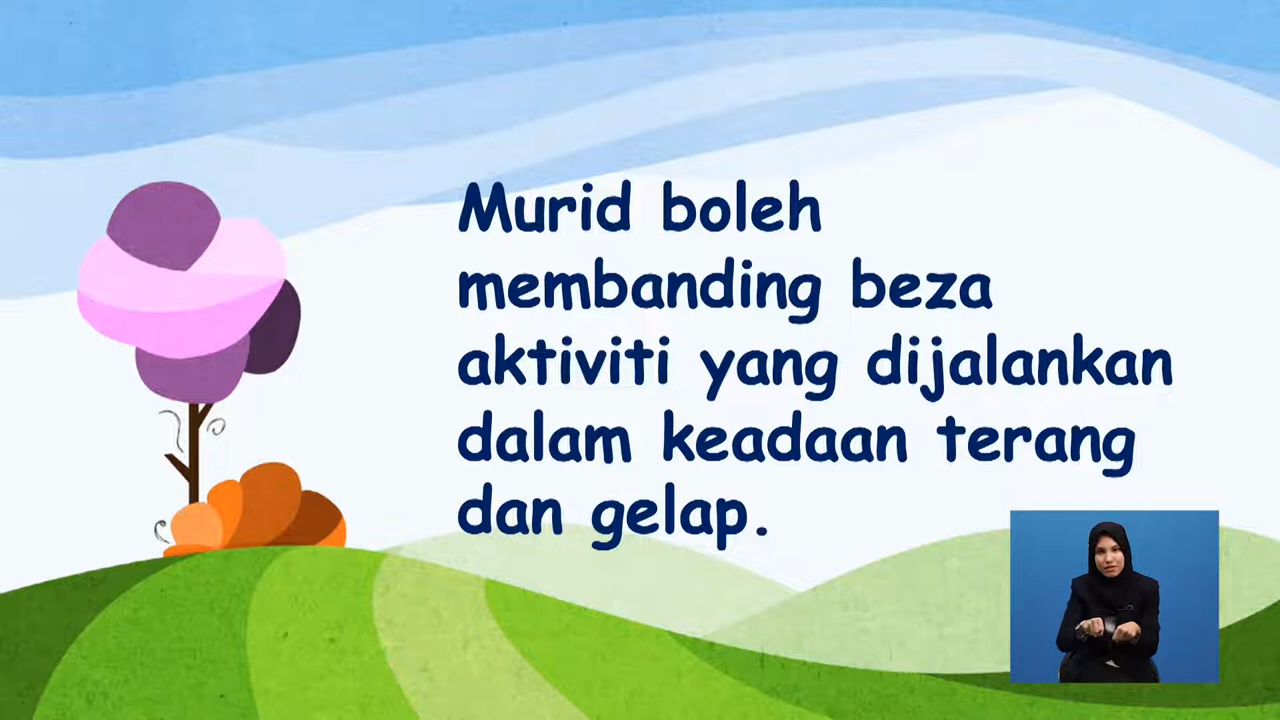 Murid boleh
membanding beza
aktiviti yang dijalankan
dalam keadaan terang
dan gelap.